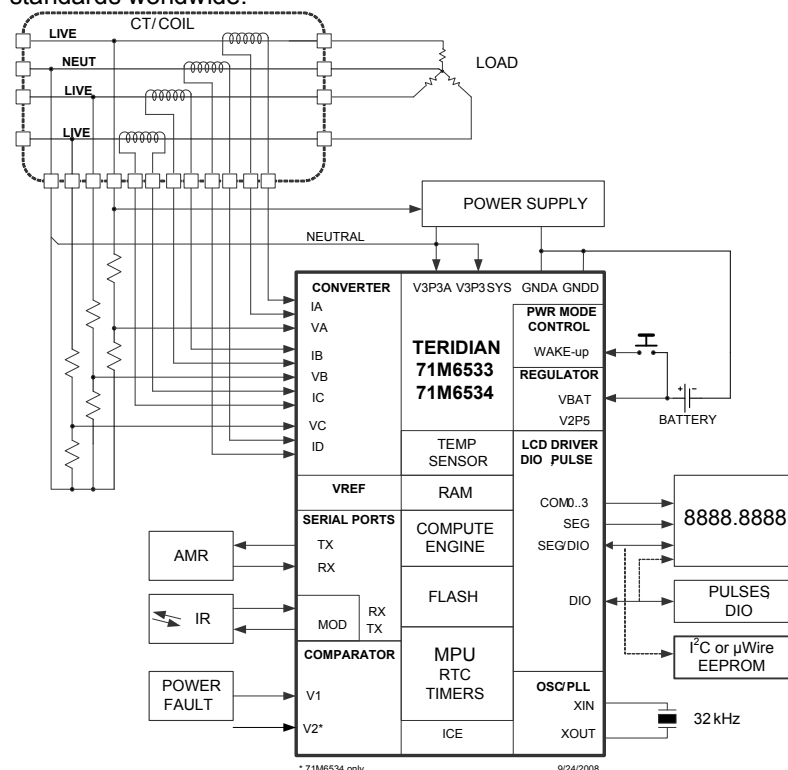 standards worldwide.
CT/COIL
LIVE
NEUT
LIVE
LIVE
LOAD
POWER SUPPLY
NEUTRAL
CONVERTER
IA
VA
IB
VB
IC
VC
ID
V3P3A V3P3SYS GNDA GNDD
TERIDIAN
71M6533
71M6534
PWR MODE
CONTROL
WAKE-up
REGULATOR
VBAT
V2P5
+ -
BATTERY
TEMP
SENSOR
LCD DRIVER
DIO, PULSE
VREF
RAM
COM0..3
SEG
SEG/DIO
DIO
8888.8888
SERIAL PORTS
TX
RX
AMR
COMPUTE
ENGINE
FLASH
PULSES,
DIO
IR
MOD
RX
TX
I²C or µWire
EEPROM
COMPARATOR
V1
V2*
POWER
FAULT
MPU
RTC
TIMERS
ICE
OSC/PLL
XIN
XOUT
32 kHz
* 71M6534 only
9/24/2008